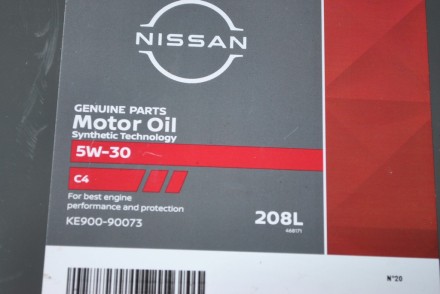 NISSAN
GENUINE PARTS
Motor Oil
Synthetic Technology
5W-30
C4
For best engine
performance and protection
KE900-90073
208L
468171
N°20